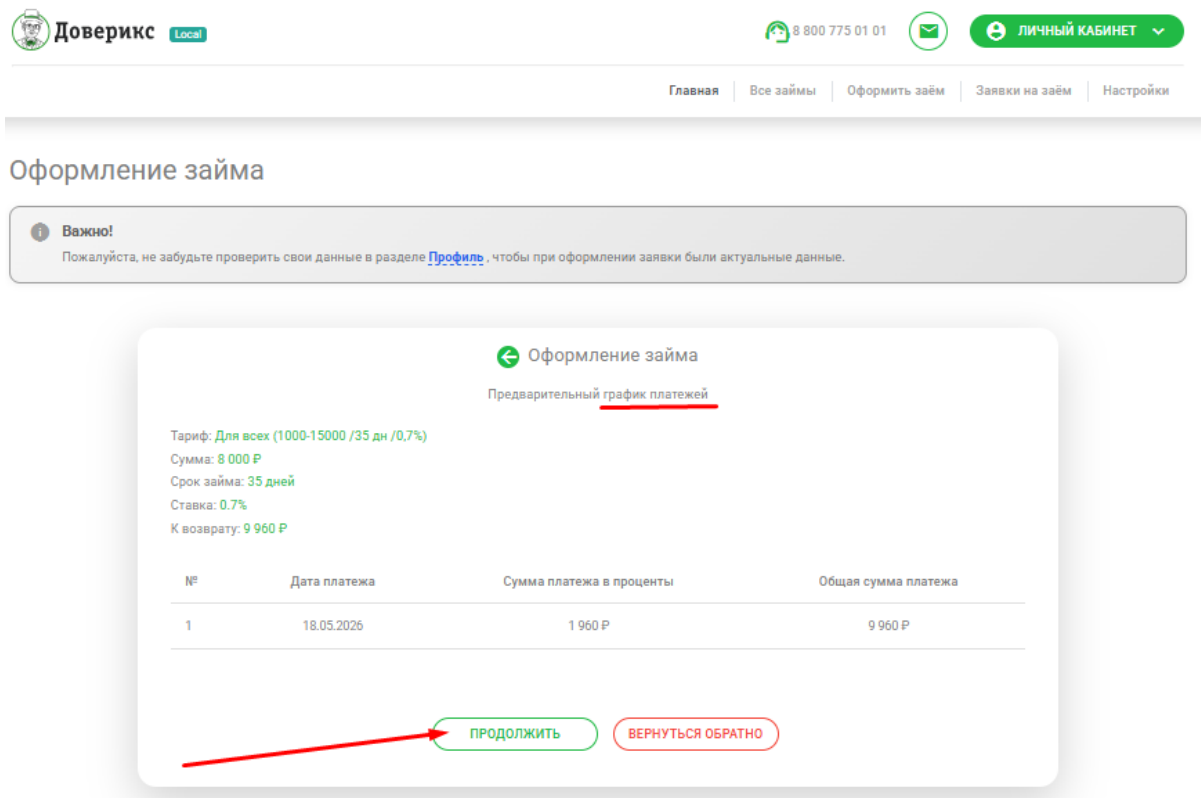 Доверикс Local 8 800 775 01 01 ЛИЧНЫЙ КАБИНЕТ
Главная Все займы Оформить заём Заявки на заём Настройки
Оформление займа
Важно!
Пожалуйста, не забудьте проверить свои данные в разделе Профиль , чтобы при оформлении заявки были актуальные данные.
Оформление займа
Предварительный график платежей
Тариф: Для всех (1000-15000 /35 дн /0,7%)
Сумма: 8 000 ₽
Срок займа: 35 дней
Ставка: 0.7%
К возврату: 9 960 ₽
№ Дата платежа Сумма платежа в проценты Общая сумма платежа
1 18.05.2026 1 960 ₽ 9 960 ₽
ПРОДОЛЖИТЬ ВЕРНУТЬСЯ ОБРАТНО